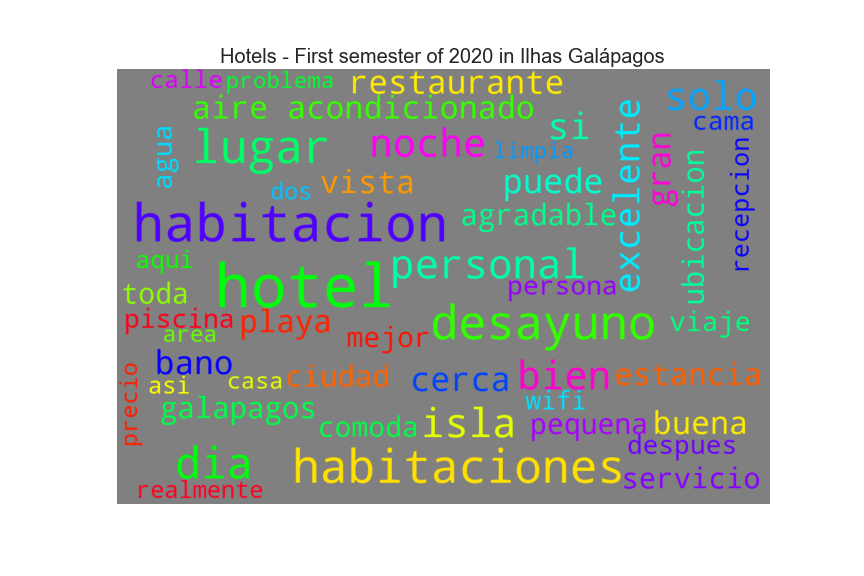 Hotels - First semester of 2020 in Ilhas Galápagos
calle
problema
restaurante
solo
aire acondicionado
cama
si
excelente
lugar
noche
gran
agua
limpia
recepcion
ubicacion
vista
puede
dos
habitacion
agradable
aqui
personal
hotel
persona
toda
piscina
playa
desayuno
viaje
area
mejor
bano
precio
asi
casa
ciudad
cerca
bien
estancia
wifi
galapagos
comoda
isla
pequena
buena
despues
dia
habitaciones
servicio
realmente